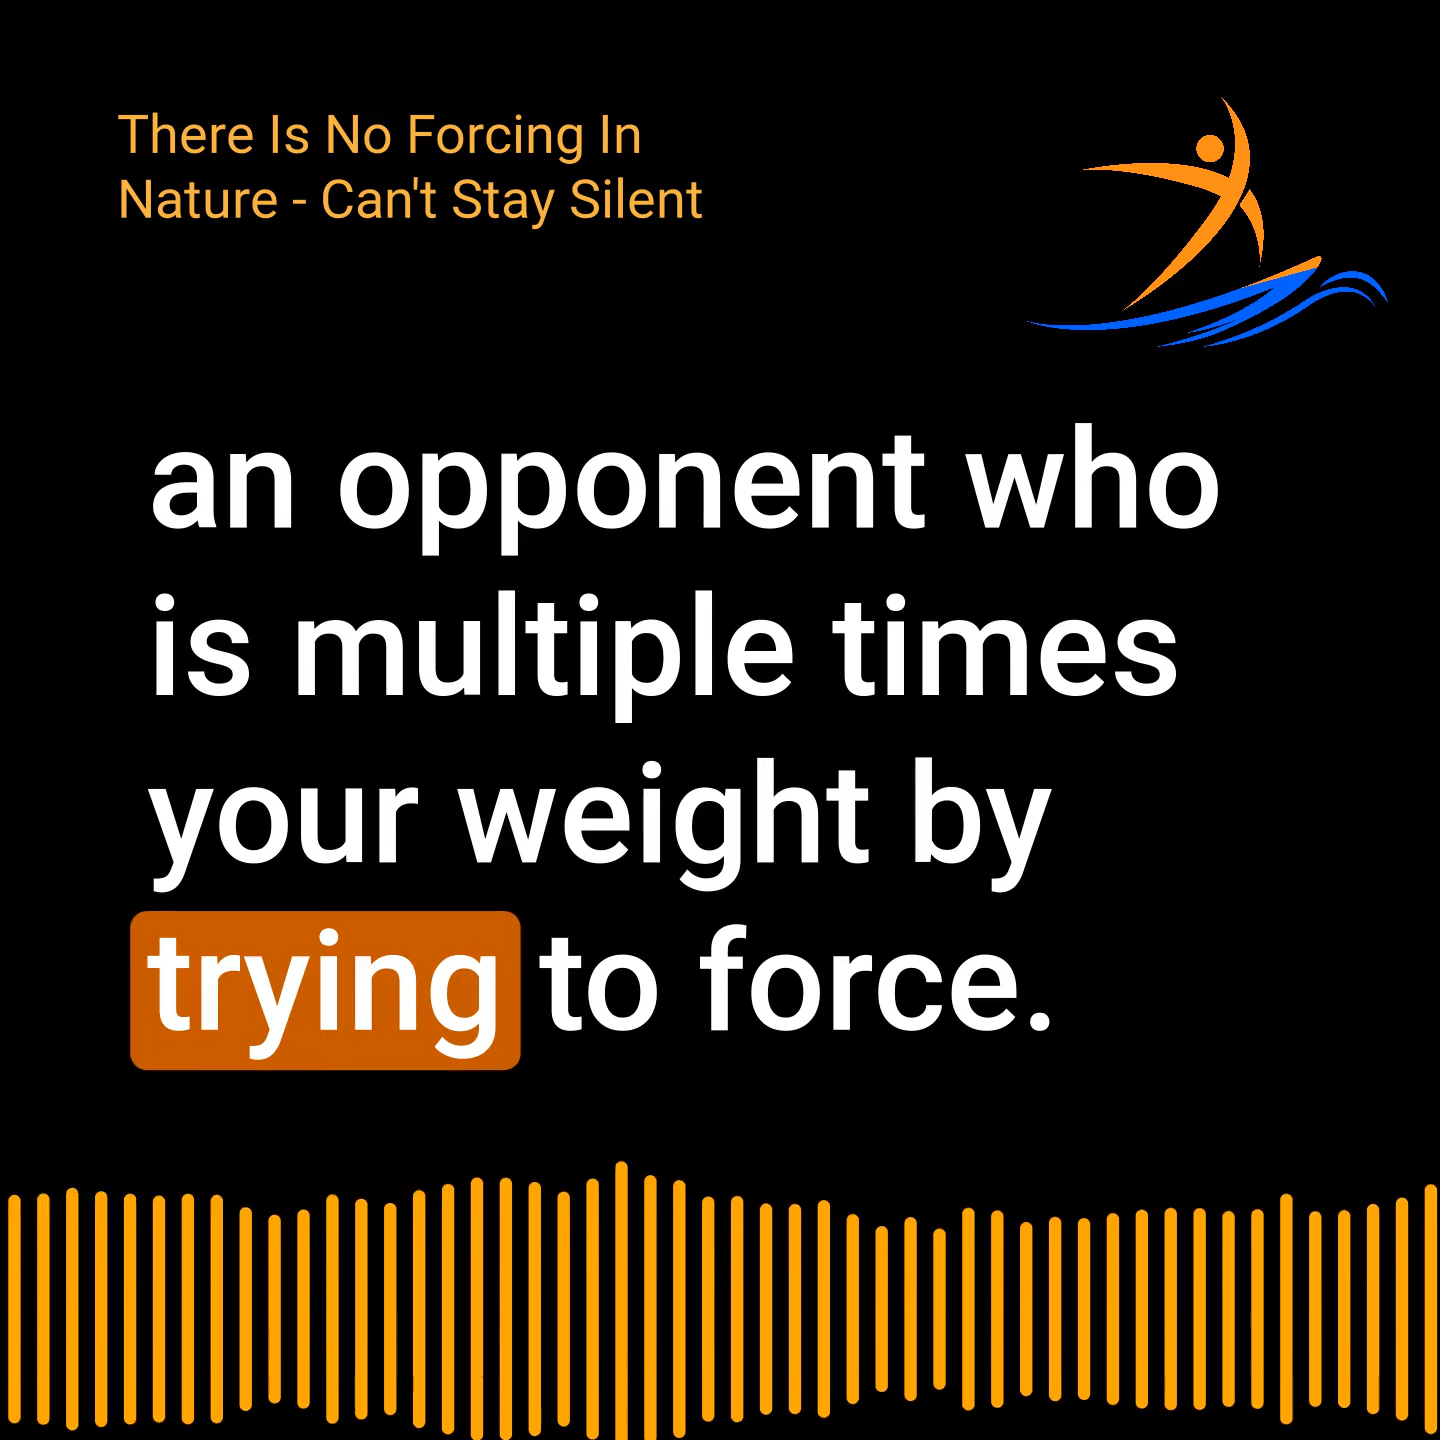 There Is No Forcing In
Nature - Can't Stay Silent
an opponent who
is multiple times
your weight by
trying to force.